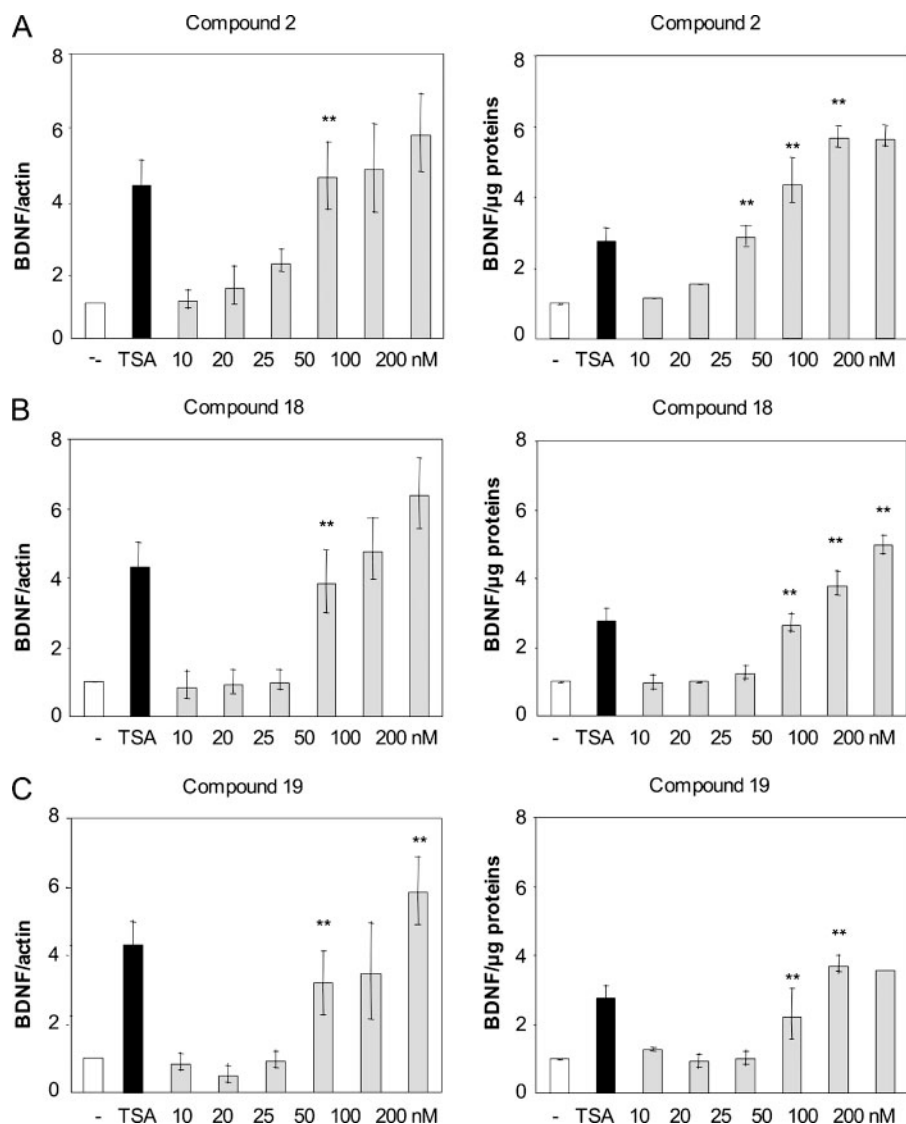 A
Compound 2
BDNF/actin
8
6
4
2
0
-- TSA 10 20 25 50 100 200 nM
**
Compound 2
BDNF/µg proteins
8
6
4
2
0
- TSA 10 20 25 50 100 200 nM
** ** **
B
Compound 18
BDNF/actin
8
6
4
2
0
- TSA 10 20 25 50 100 200 nM
**
Compound 18
BDNF/µg proteins
8
6
4
2
0
- TSA 10 20 25 50 100 200 nM
** ** **
C
Compound 19
BDNF/actin
8
6
4
2
0
- TSA 10 20 25 50 100 200 nM
** **
Compound 19
BDNF/µg proteins
8
6
4
2
0
- TSA 10 20 25 50 100 200 nM
** **